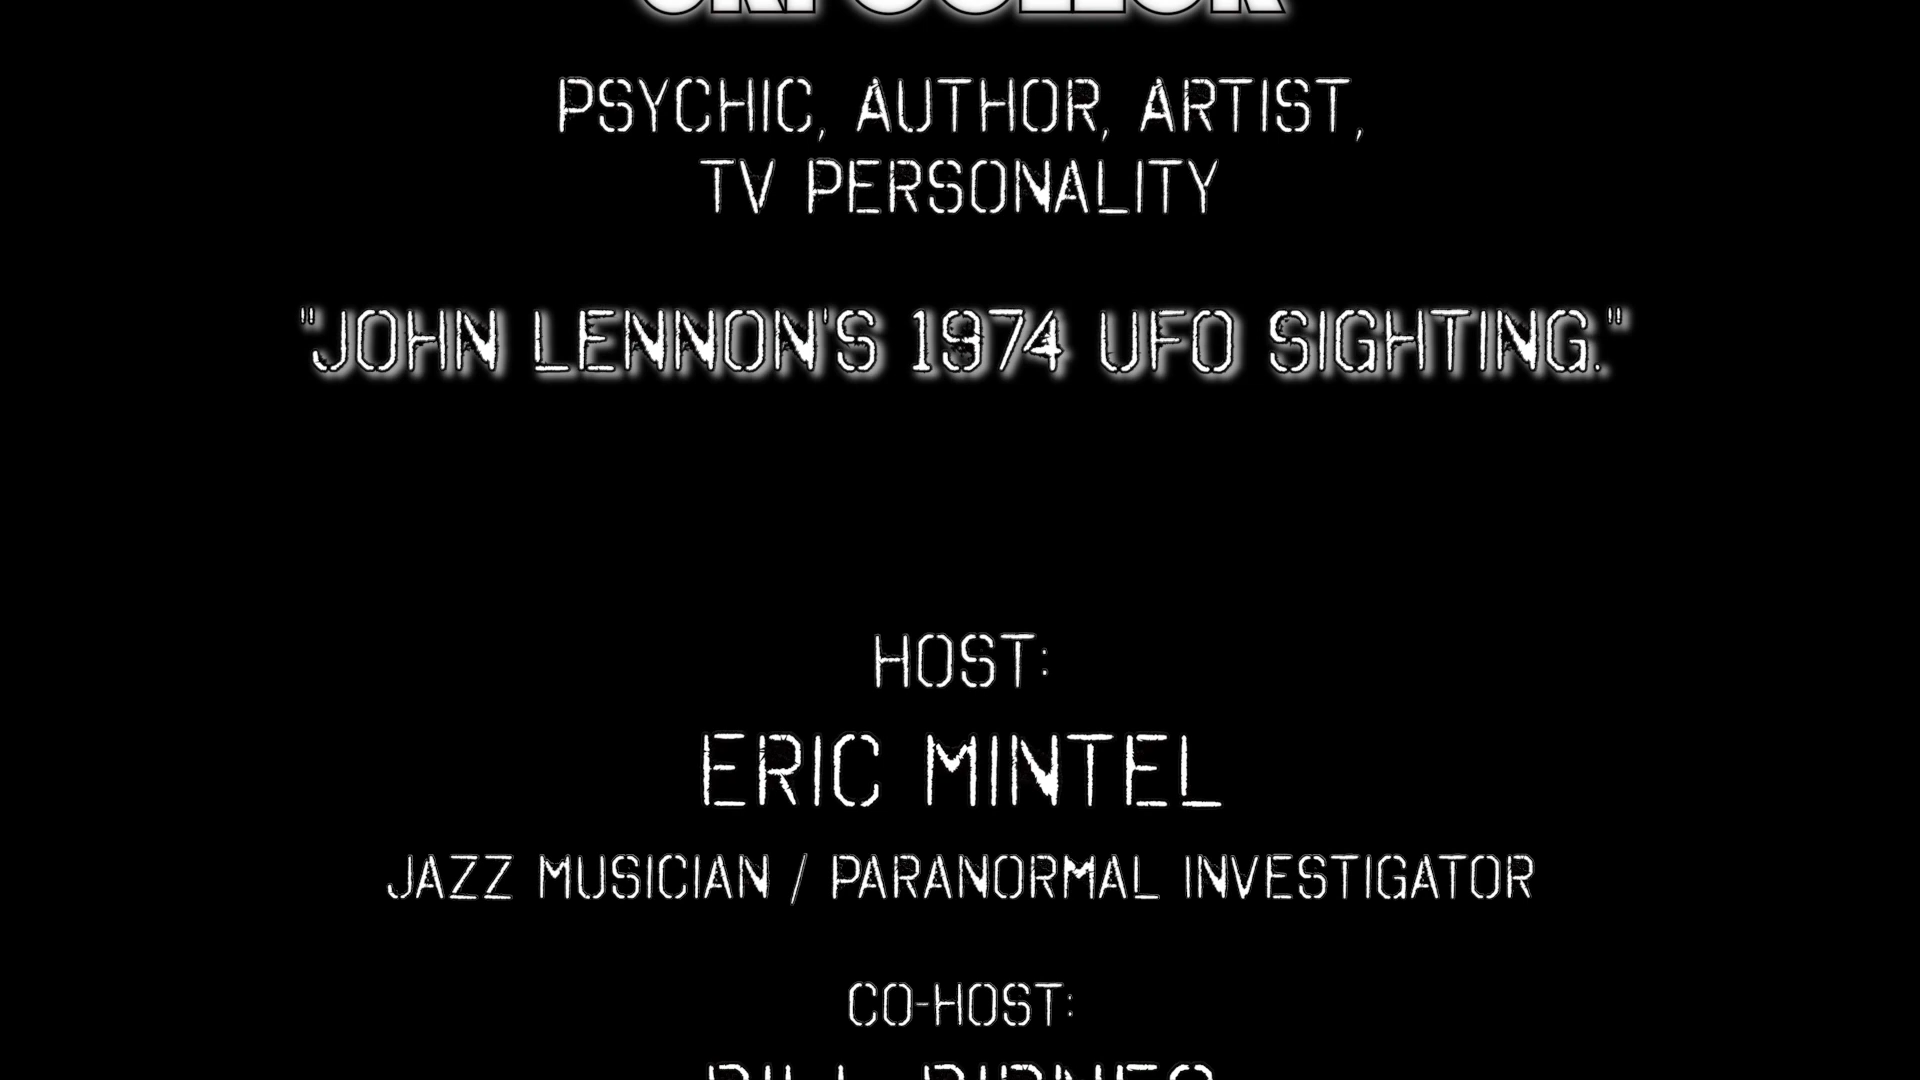 PSYCHIC, AUTHOR, ARTIST,
TV PERSONALITY
"JOHN LENNON'S 1974 UFO SIGHTING."
HOST:
ERIC MINTEL
JAZZ MUSICIAN / PARANORMAL INVESTIGATOR
CO-HOST: